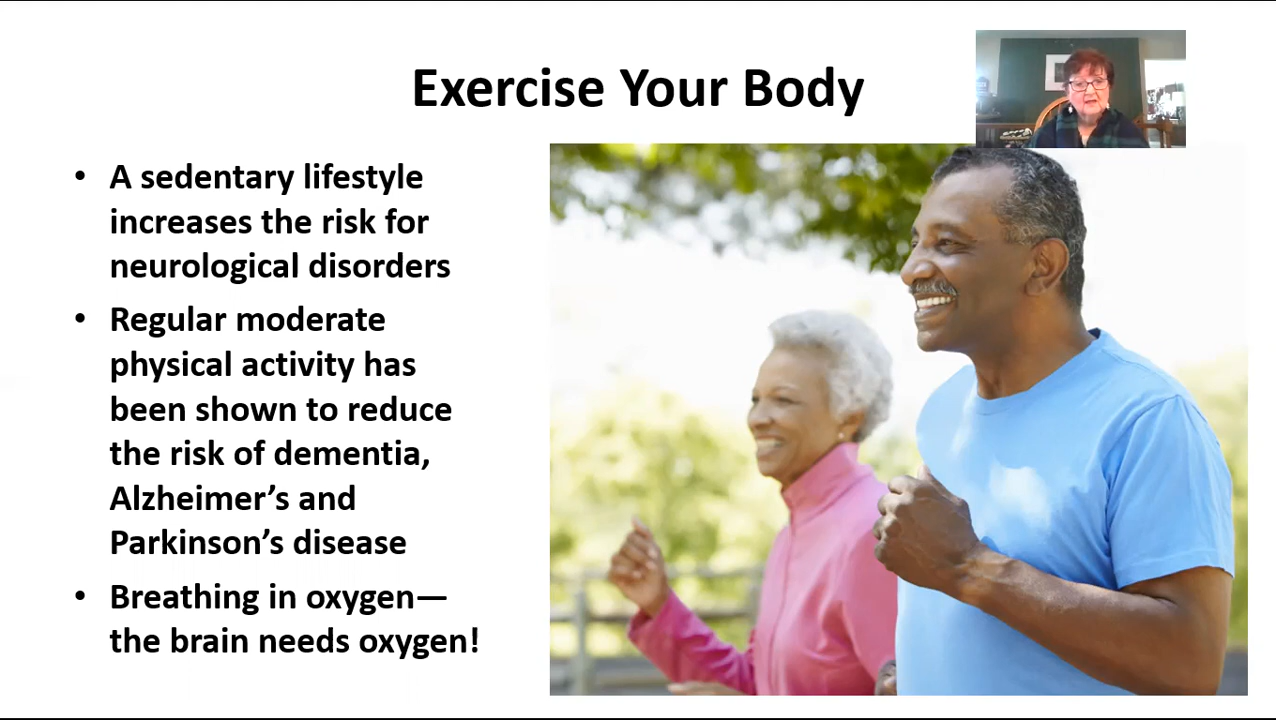 Exercise Your Body
• A sedentary lifestyle
increases the risk for
neurological disorders
• Regular moderate
physical activity has
been shown to reduce
the risk of dementia,
Alzheimer’s and
Parkinson’s disease
• Breathing in oxygen—
the brain needs oxygen!